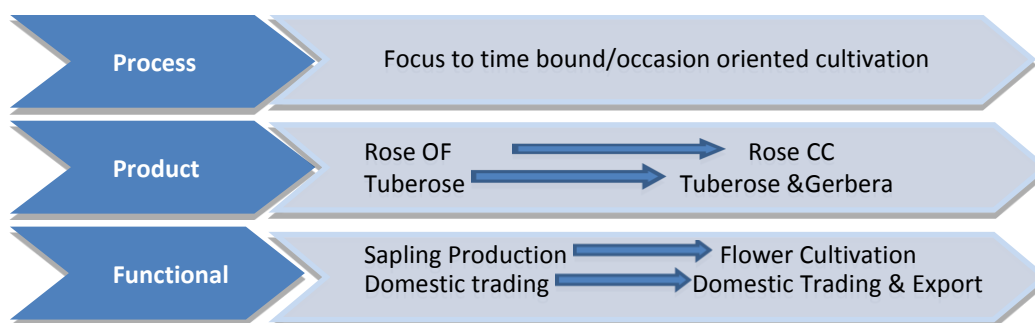 Process
Focus to time bound/occasion oriented cultivation
Product
Rose OF Rose CC
Tuberose Tuberose &Gerbera
Functional
Sapling Production Flower Cultivation
Domestic trading Domestic Trading & Export